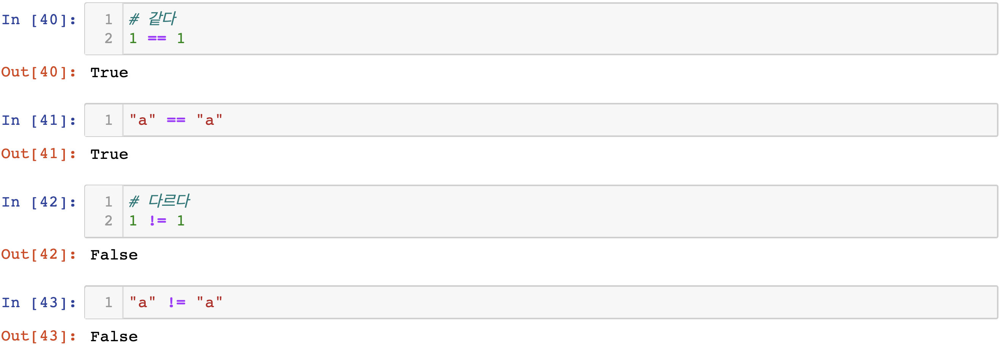 In [40]: 1 # 같다
2 1 == 1
Out[40]: True
In [41]: 1 "a" == "a"
Out[41]: True
In [42]: 1 # 다르다
2 1 != 1
Out[42]: False
In [43]: 1 "a" != "a"
Out[43]: False